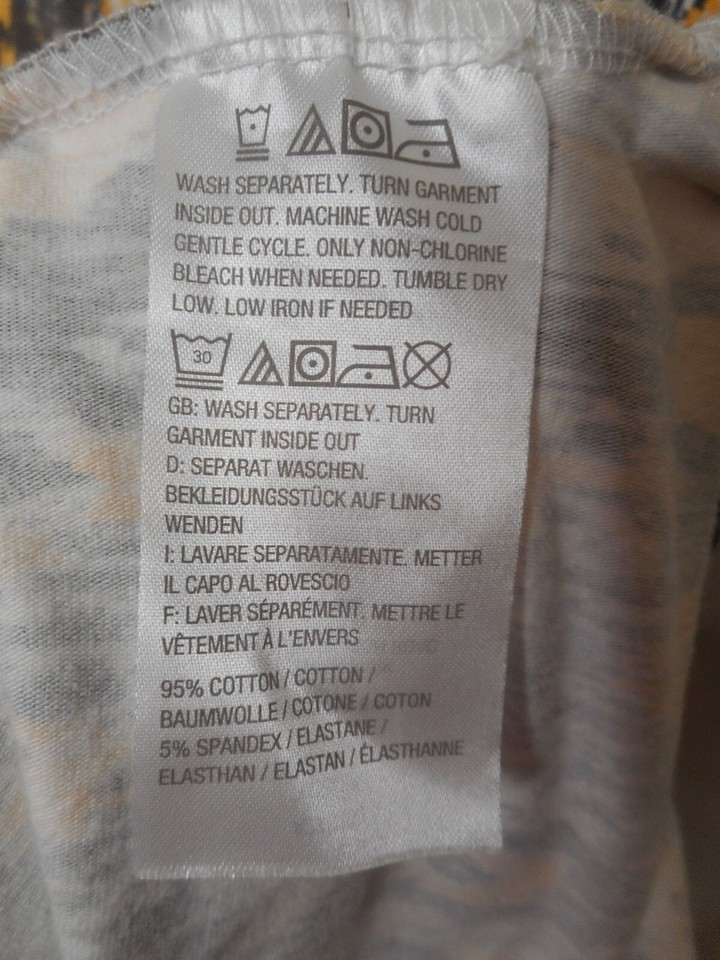 WASH SEPARATELY. TURN GARMENT
INSIDE OUT. MACHINE WASH COLD
GENTLE CYCLE. ONLY NON-CHLORINE
BLEACH WHEN NEEDED. TUMBLE DRY
LOW. LOW IRON IF NEEDED
30
GB: WASH SEPARATELY. TURN
GARMENT INSIDE OUT
D: SEPARAT WASCHEN.
BEKLEIDUNGSSTÜCK AUF LINKS
WENDEN
I: LAVARE SEPARATAMENTE. METTER
IL CAPO AL ROVESCIO
F: LAVER SÉPARÉMENT. METTRE LE
VÊTEMENT À L'ENVERS
95% COTTON / COTTON /
BAUMWOLLE / COTONE / COTON
5% SPANDEX / ELASTANE /
ELASTHAN / ELASTAN / ÉLASTHANNE